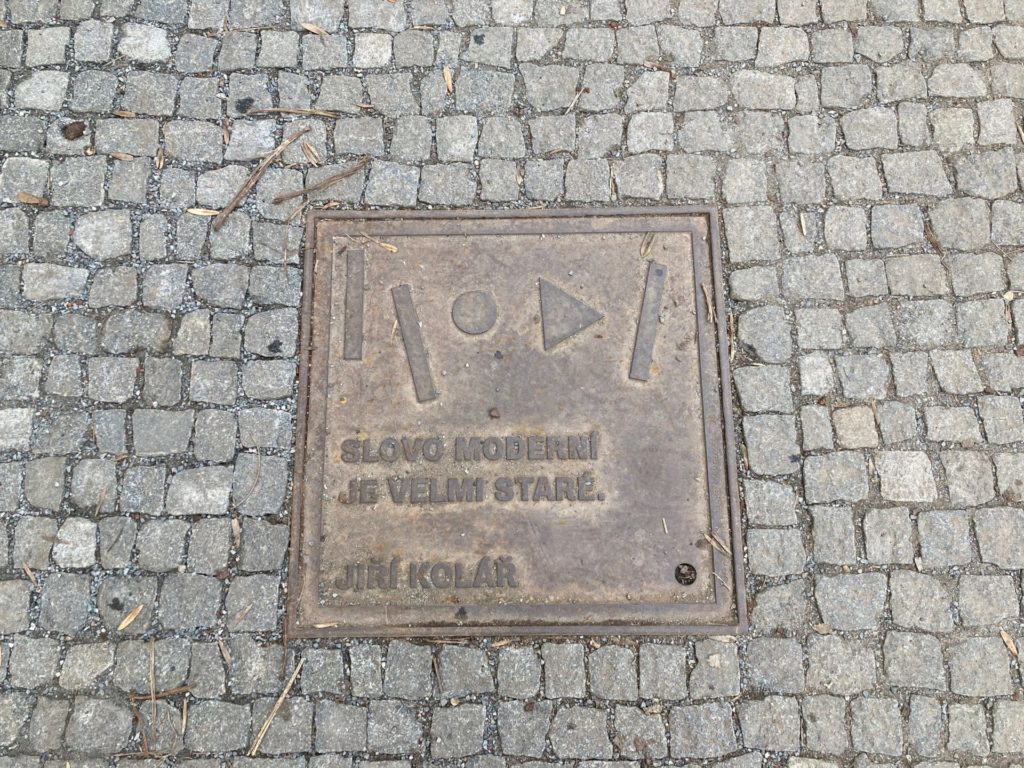 SLOVO MODERNÍ
JE VELMI STARÉ.
JIŘÍ KOLÁŘ